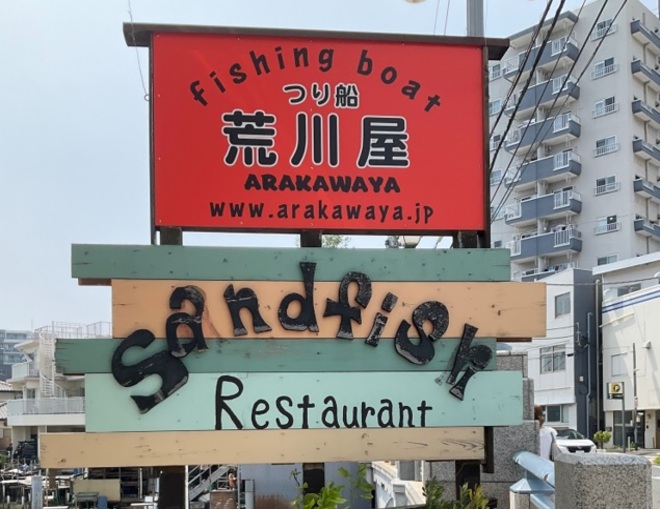 fishing boat
つり船
荒川屋
ARAKAWAYA
www.arakawaya.jp
Sandfish
Restaurant